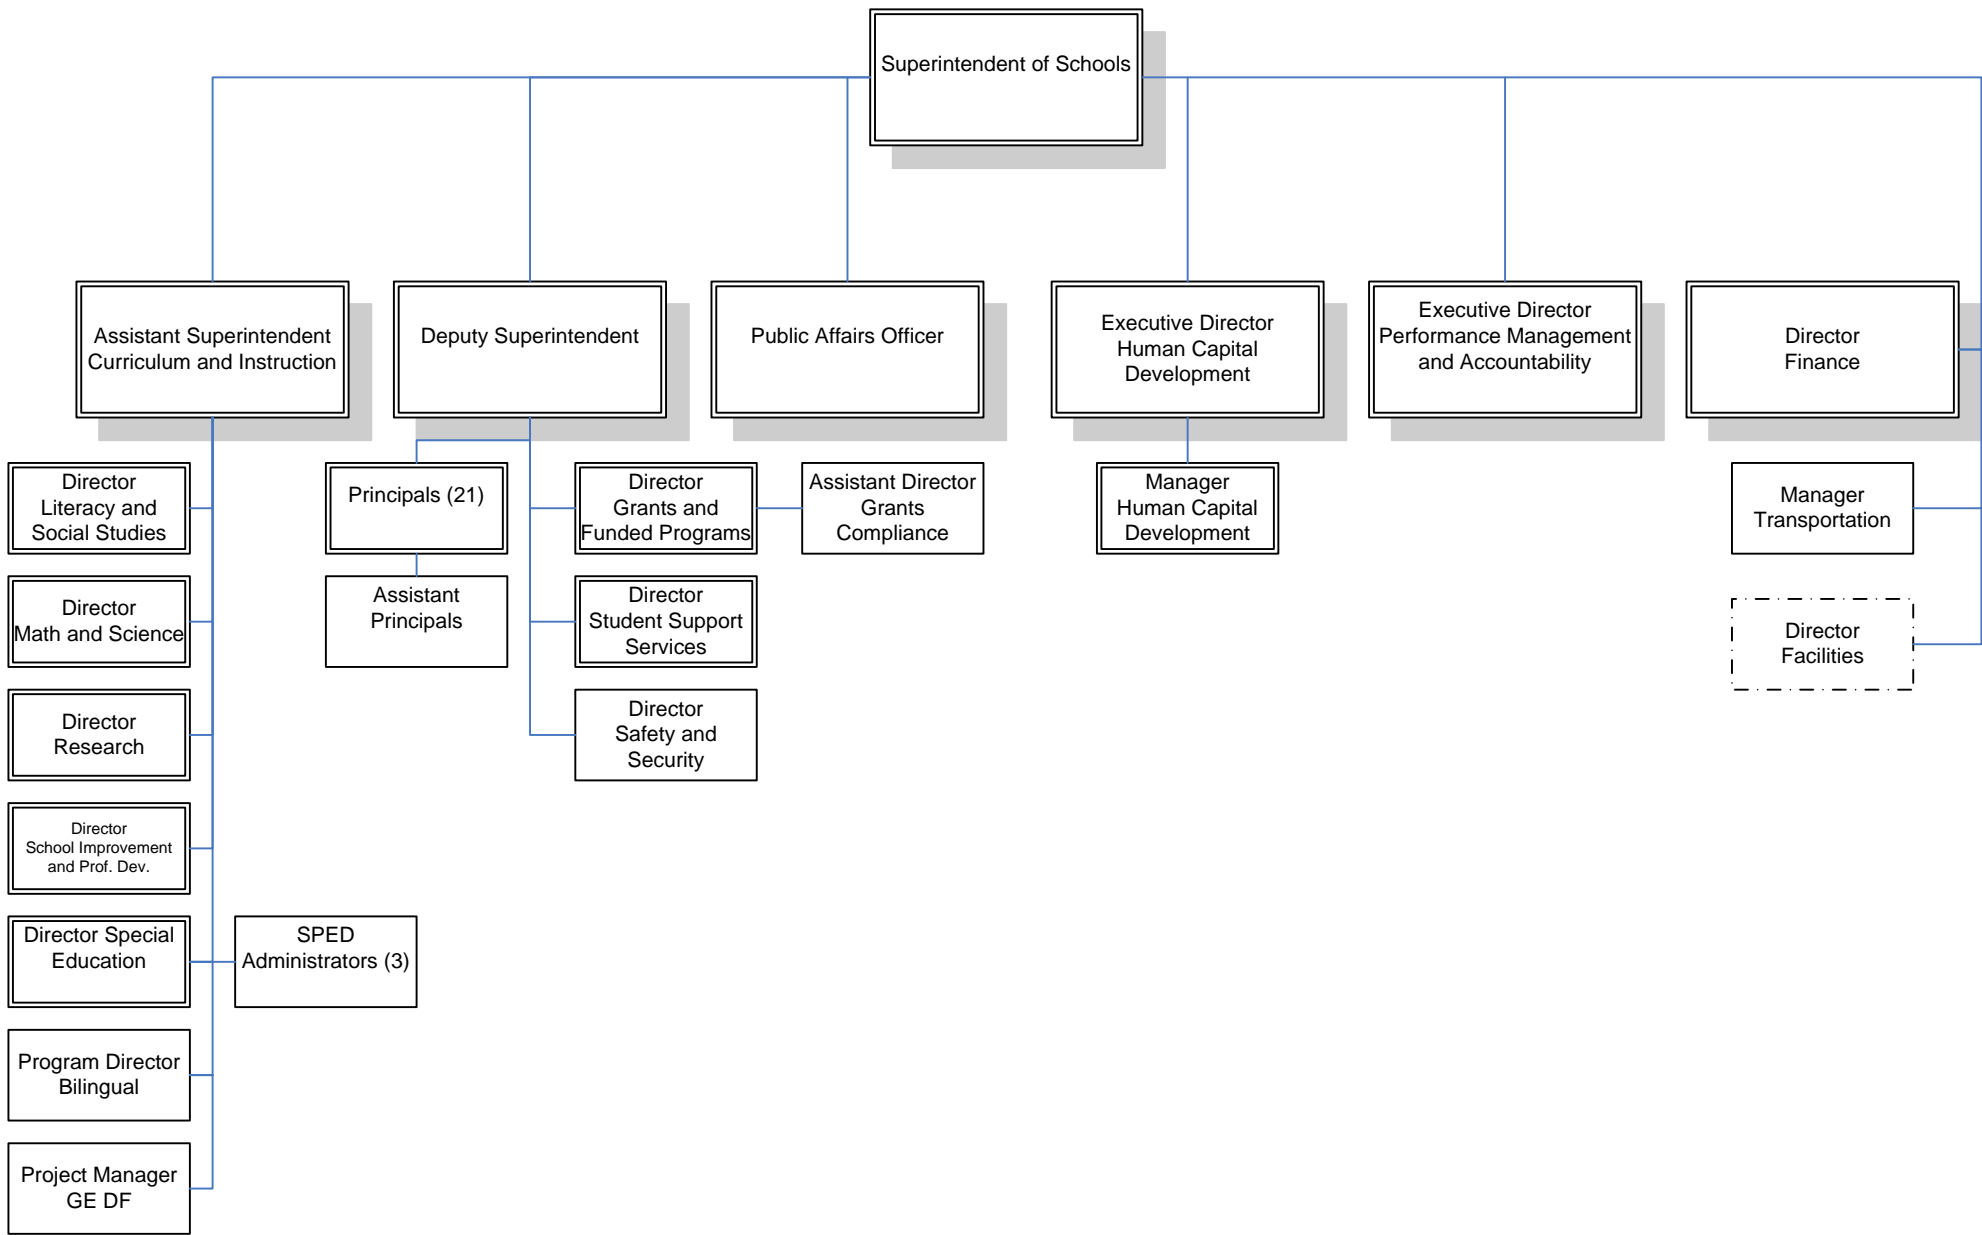 Superintendent of Schools
Assistant Superintendent
Curriculum and Instruction
Deputy Superintendent
Public Affairs Officer
Executive Director
Human Capital
Development
Executive Director
Performance Management
and Accountability
Director
Finance
Director
Literacy and
Social Studies
Principals (21)
Director
Grants and
Funded Programs
Assistant Director
Grants
Compliance
Manager
Human Capital
Development
Manager
Transportation
Director
Math and Science
Assistant
Principals
Director
Student Support
Services
Director
Facilities
Director
Research
Director
Safety and
Security
Director
School Improvement
and Prof. Dev.
Director Special
Education
SPED
Administrators (3)
Program Director
Bilingual
Project Manager
GE DF